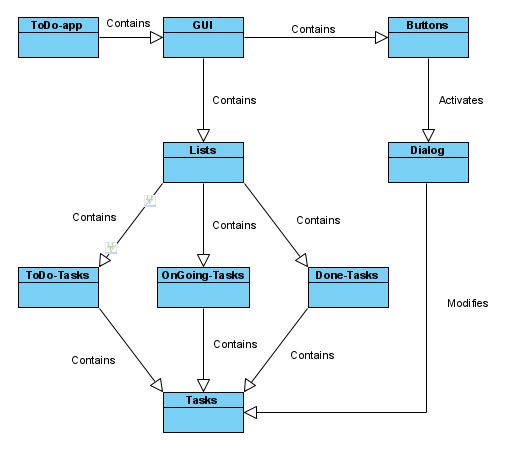 ToDo-app
Contains
GUI
Contains
Buttons
Contains
Activates
Lists
Dialog
Contains
Contains
Contains
ToDo-Tasks
OnGoing-Tasks
Done-Tasks
Modifies
Contains
Contains
Contains
Tasks